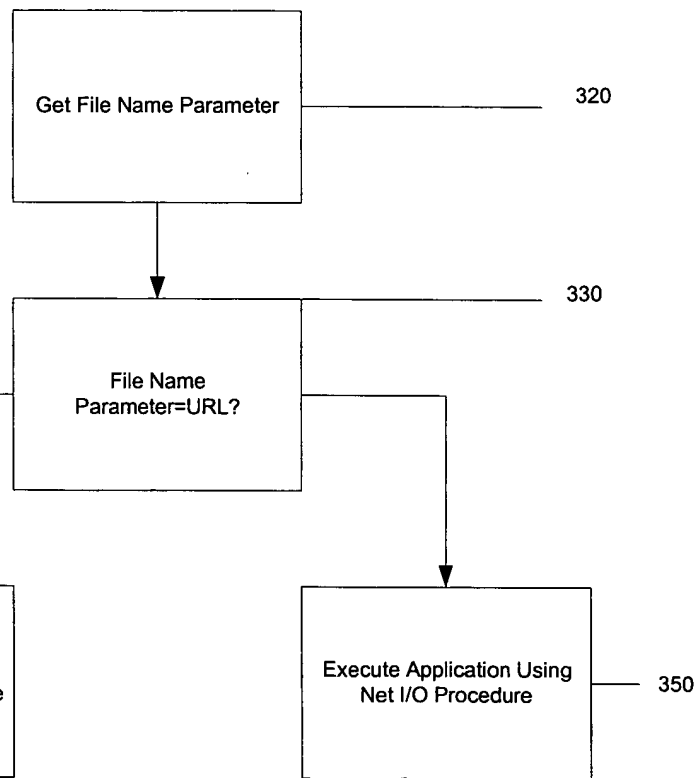 Get File Name Parameter
320
330
File Name
Parameter=URL?
Execute Application Using
Net I/O Procedure
350